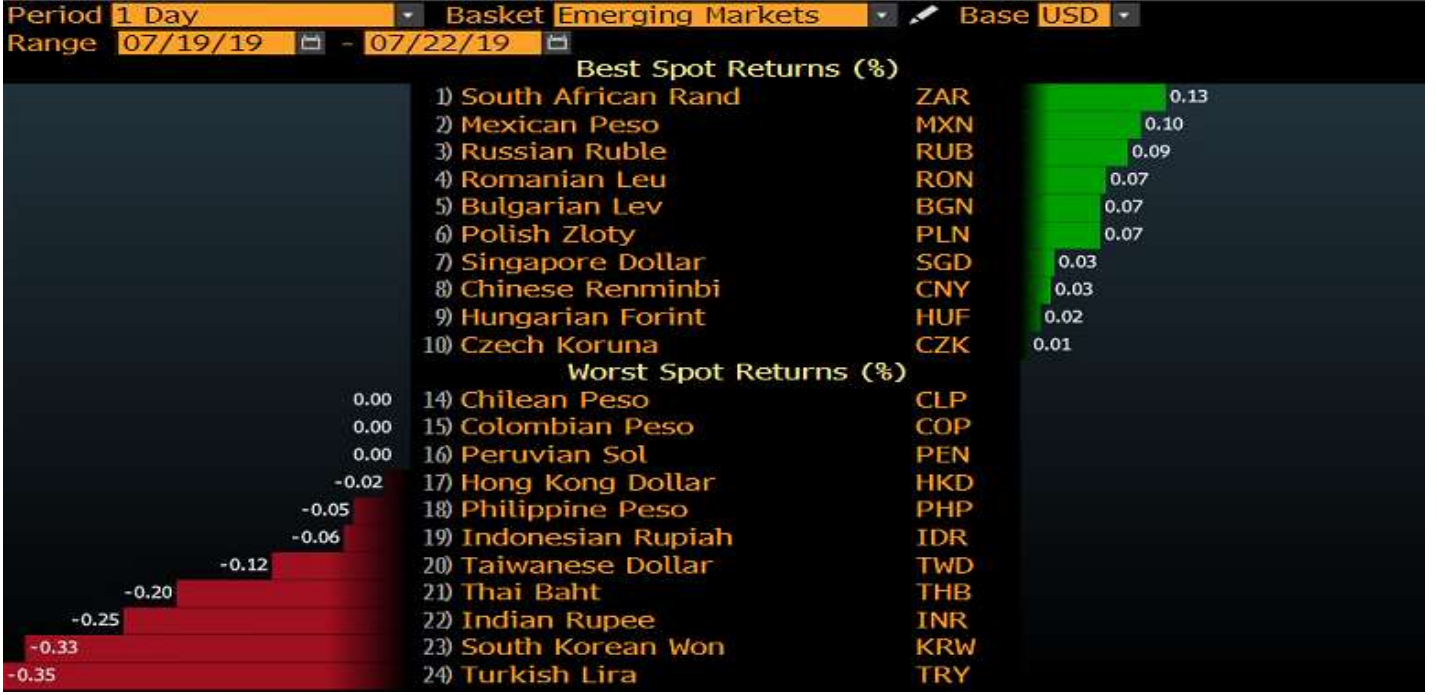 Period 1 Day Basket Emerging Markets Base USD
Range 07/19/19 - 07/22/19
Best Spot Returns (%)
1) South African Rand ZAR 0.13
2) Mexican Peso MXN 0.10
3) Russian Ruble RUB 0.09
4) Romanian Leu RON 0.07
5) Bulgarian Lev BGN 0.07
6) Polish Zloty PLN 0.07
7) Singapore Dollar SGD 0.03
8) Chinese Renminbi CNY 0.03
9) Hungarian Forint HUF 0.02
10) Czech Koruna CZK 0.01
Worst Spot Returns (%)
0.00 14) Chilean Peso CLP
0.00 15) Colombian Peso COP
0.00 16) Peruvian Sol PEN
-0.02 17) Hong Kong Dollar HKD
-0.05 18) Philippine Peso PHP
-0.06 19) Indonesian Rupiah IDR
-0.12 20) Taiwanese Dollar TWD
-0.20 21) Thai Baht THB
-0.25 22) Indian Rupee INR
-0.33 23) South Korean Won KRW
-0.35 24) Turkish Lira TRY